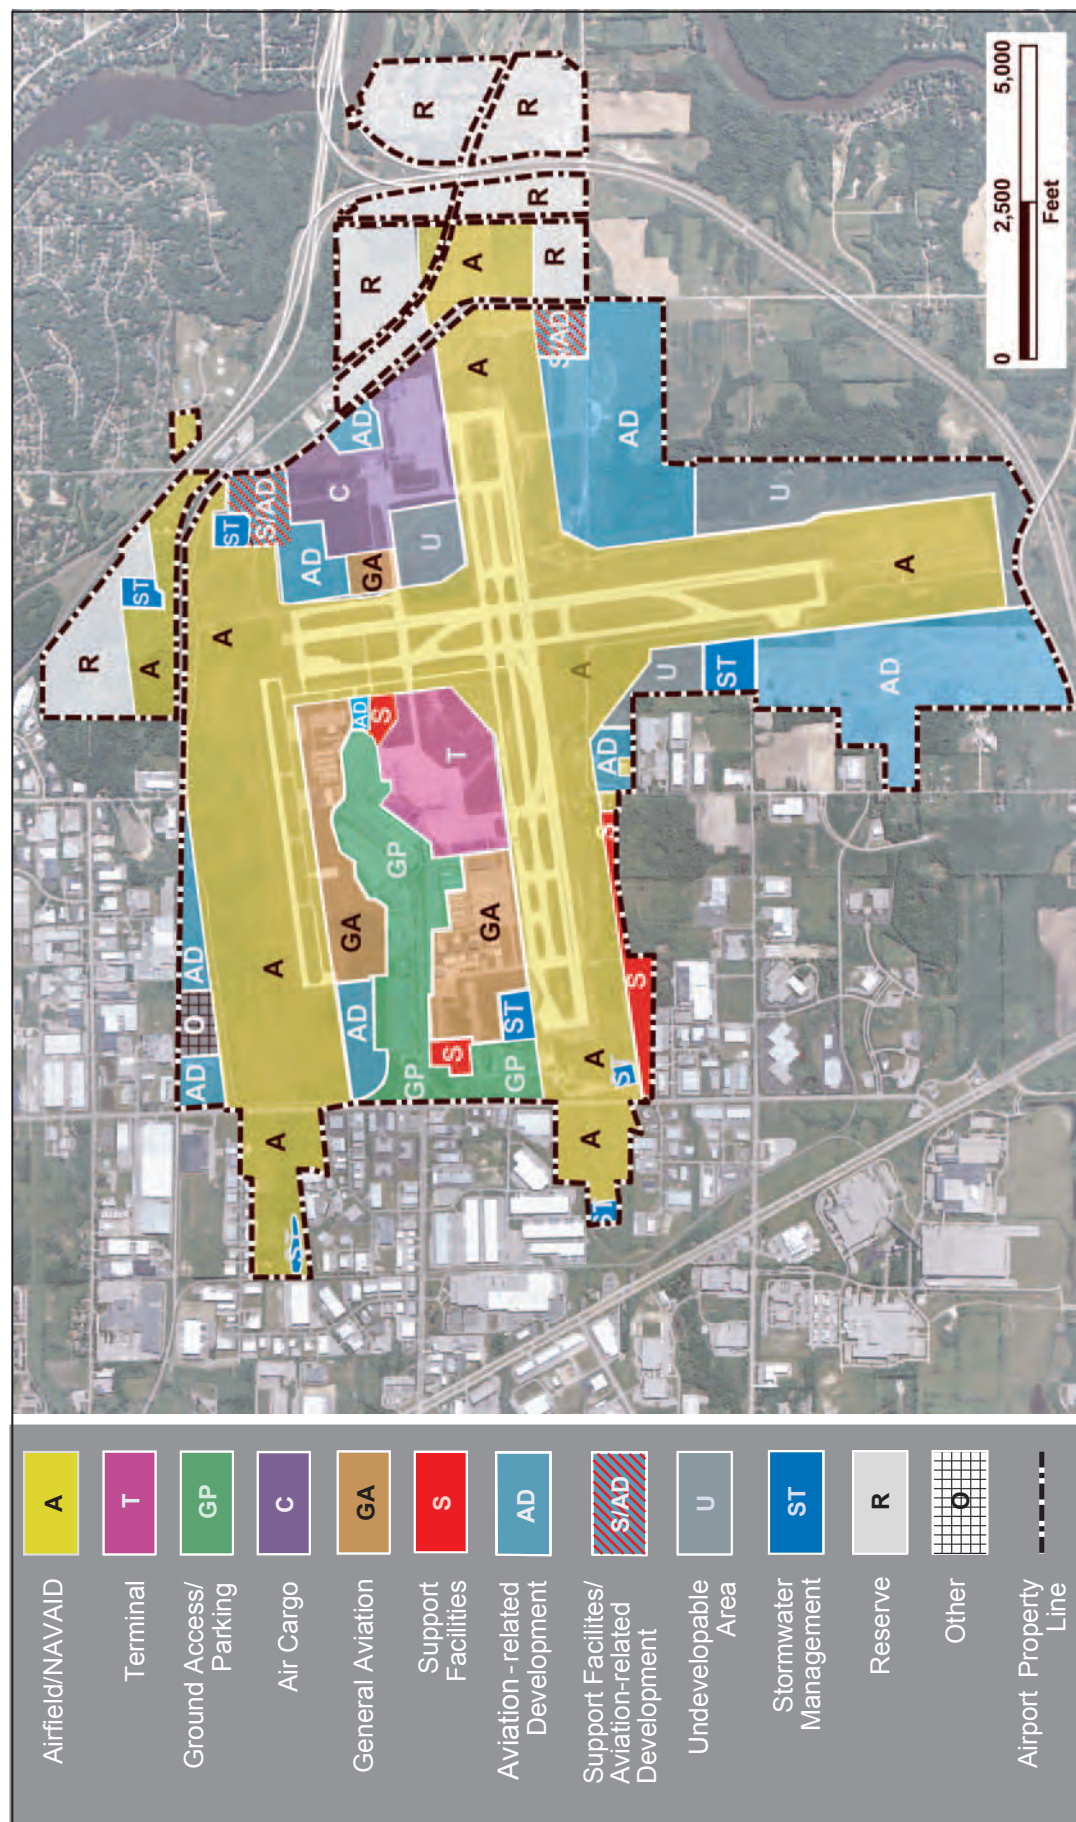 Airfield/NAVAID A
Terminal T
Ground Access/ GP
Parking
Air Cargo C
General Aviation GA
Support S
Facilities
Aviation-related AD
Development
Support Facilites/ S/AD
Aviation-related
Development
Undevelopable U
Area
Stormwater ST
Management
Reserve R
Other O
Airport Property
Line
R
ST
A
AD
O
AD
A
ST
S/AD
A
A
ST
AD
C
GA
AD
AD
AD
R
GA
S
GP
GP
R
U
S
T
A
A
GA
GP
ST
R
R
R
S/AD
A
A
A
ST
AD
S
ST
AD
S
U
ST
U
AD
A
0 2,500 5,000
Feet